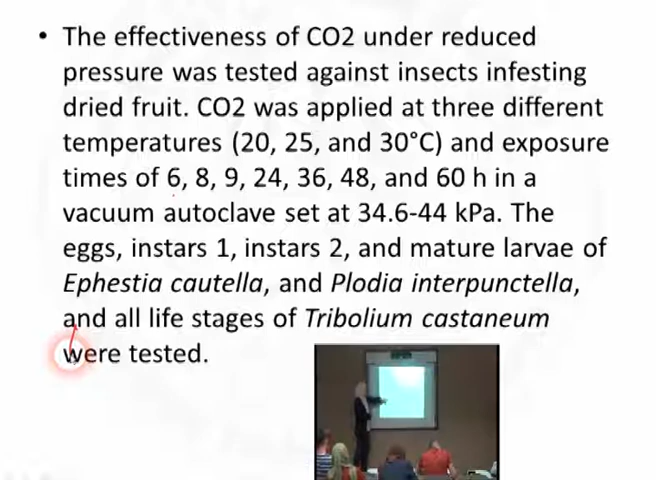 • The effectiveness of CO2 under reduced
pressure was tested against insects infesting
dried fruit. CO2 was applied at three different
temperatures (20, 25, and 30°C) and exposure
times of 6, 8, 9, 24, 36, 48, and 60 h in a
vacuum autoclave set at 34.6-44 kPa. The
eggs, instars 1, instars 2, and mature larvae of
Ephestia cautella, and Plodia interpunctella,
and all life stages of Tribolium castaneum
were tested.